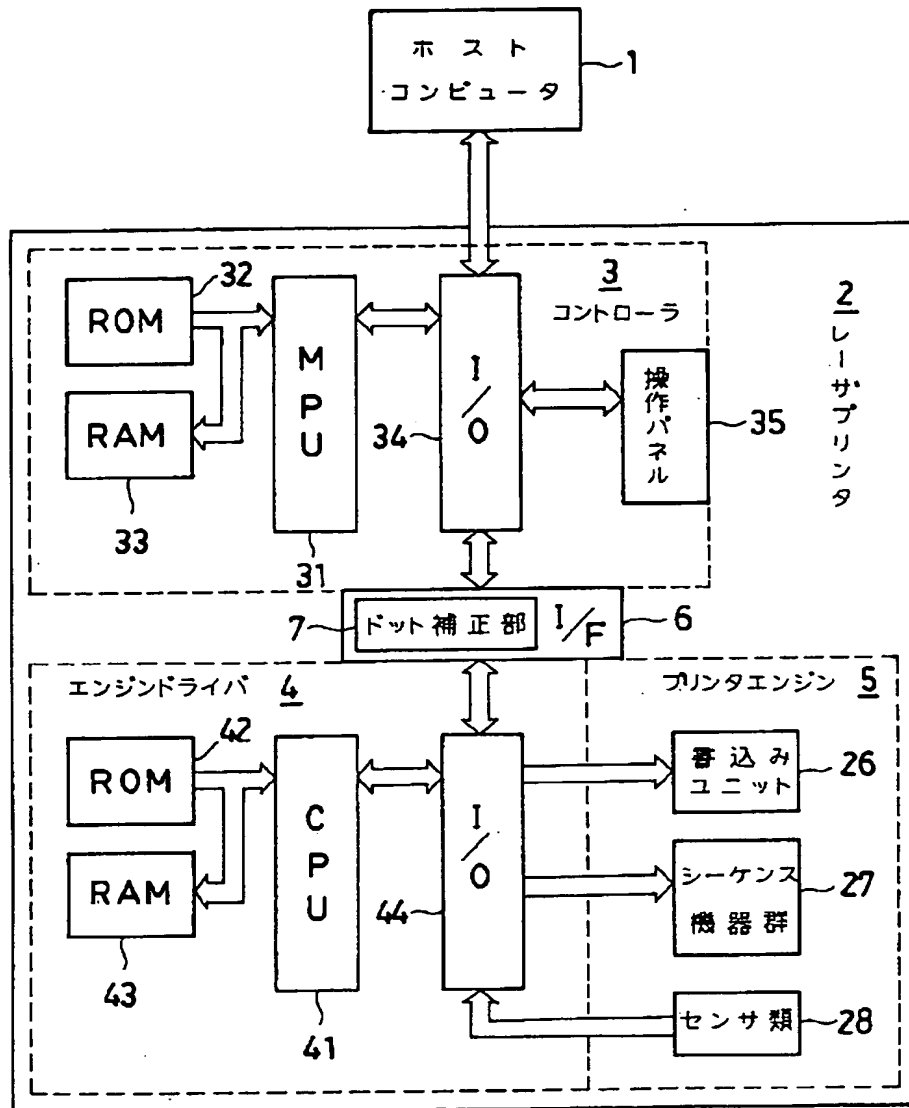 ホスト
コンピュータ
1
3
コントローラ
2
レーザプリンタ
32
ROM
RAM
33
MPU
31
I/O
34
操作パネル
35
7
ドット補正部
I/F
6
エンジンドライバ 4
プリンタエンジン 5
42
ROM
RAM
43
CPU
41
I/O
44
書込み
ユニット
26
シーケンス
機器群
27
センサ類
28